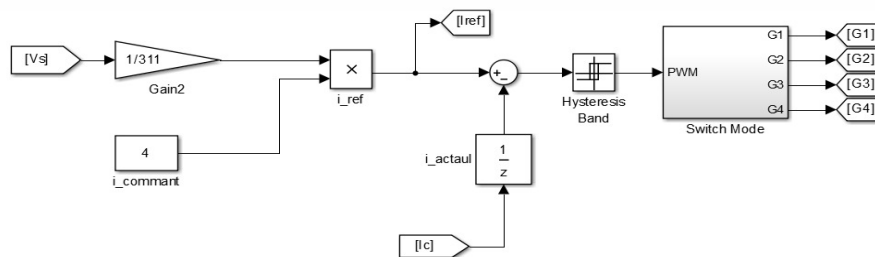 [Iref]
[Vs]
1/311
Gain2
×
i_ref
+
−
Hysteresis
Band
PWM
G1
G2
G3
G4
Switch Mode
[G1]
[G2]
[G3]
[G4]
4
i_commant
i_actaul
1
z
[Ic]